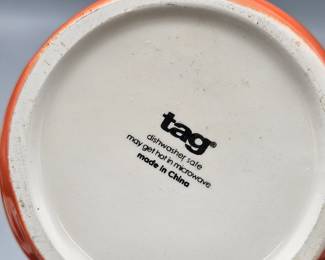 tag®
dishwasher safe
may get hot in microwave
made in China